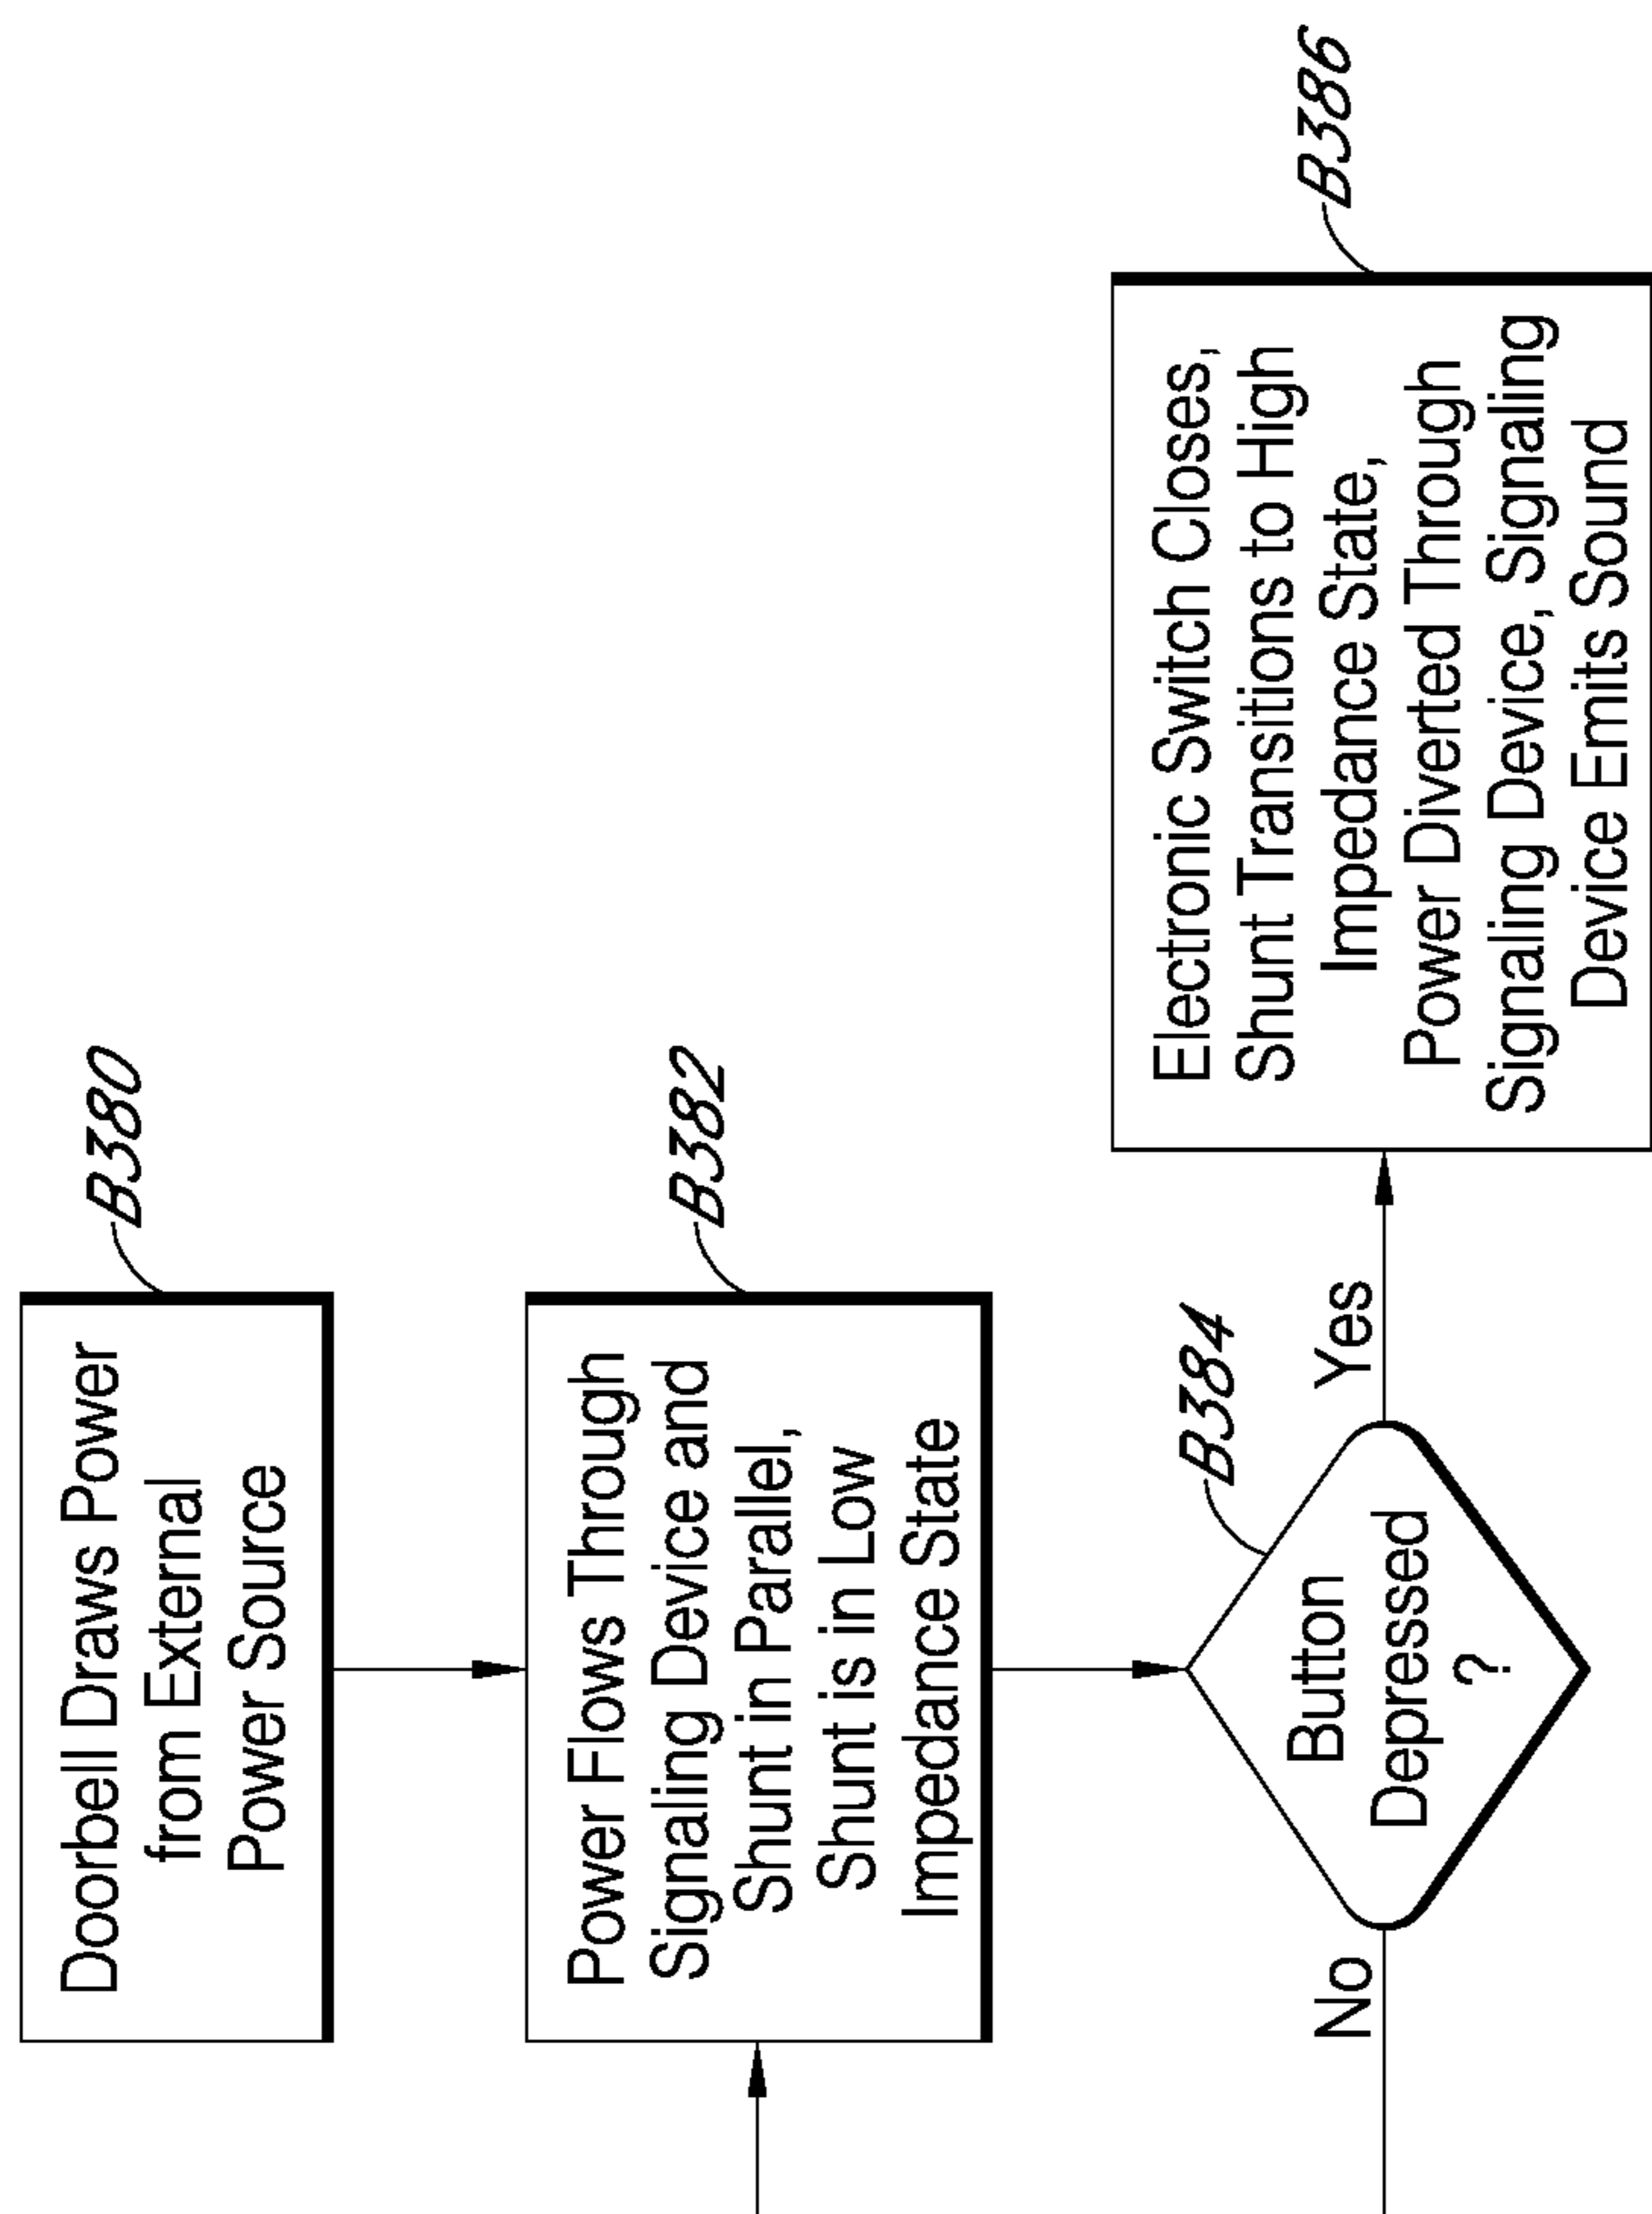 B380
Doorbell Draws Power
from External
Power Source
B382
Power Flows Through
Signaling Device and
Shunt in Parallel,
Shunt is in Low
Impedance State
B384
Button
Depressed
?
No
Yes
B386
Electronic Switch Closes,
Shunt Transitions to High
Impedance State,
Power Diverted Through
Signaling Device, Signaling
Device Emits Sound